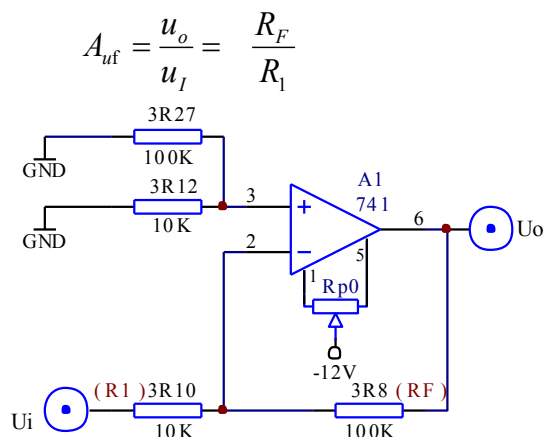 A_uf = u_o / u_I = R_F / R_1
3R27
100K
GND
3R12
10K
GND
A1
741
3
2
6
5
1
Uo
Rp0
-12V
(R1) 3R10
10K
Ui
3R8 (RF)
100K